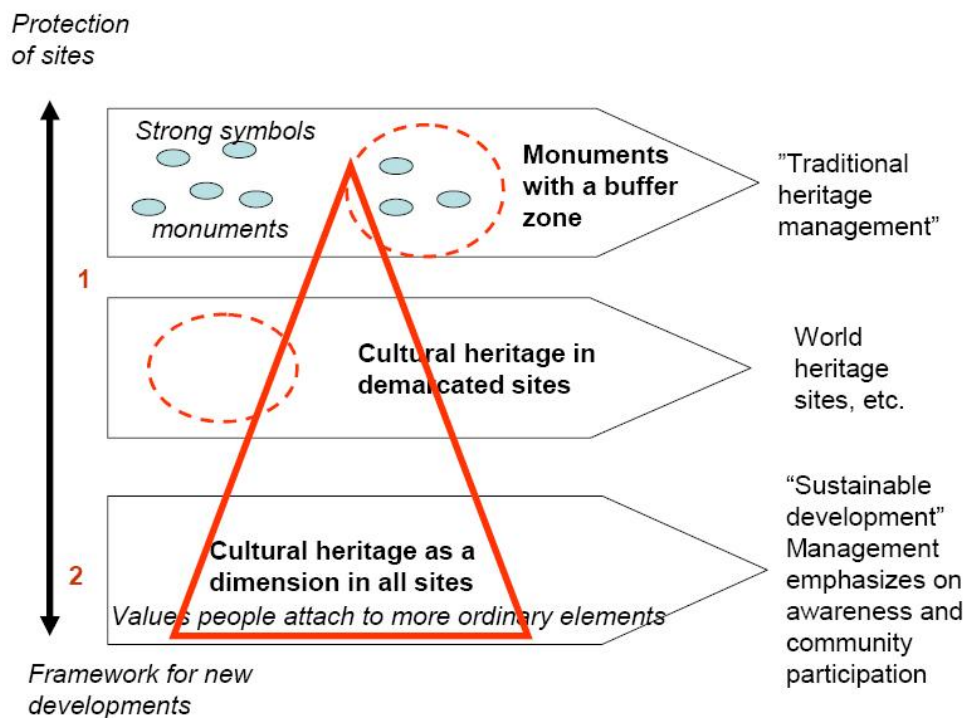 Protection
of sites
Strong symbols
monuments
Monuments
with a buffer
zone
”Traditional
heritage
management”
1
Cultural heritage in
demarcated sites
World
heritage
sites, etc.
2
Cultural heritage as a
dimension in all sites
Values people attach to more ordinary elements
“Sustainable
development”
Management
emphasizes on
awareness and
community
participation
Framework for new
developments